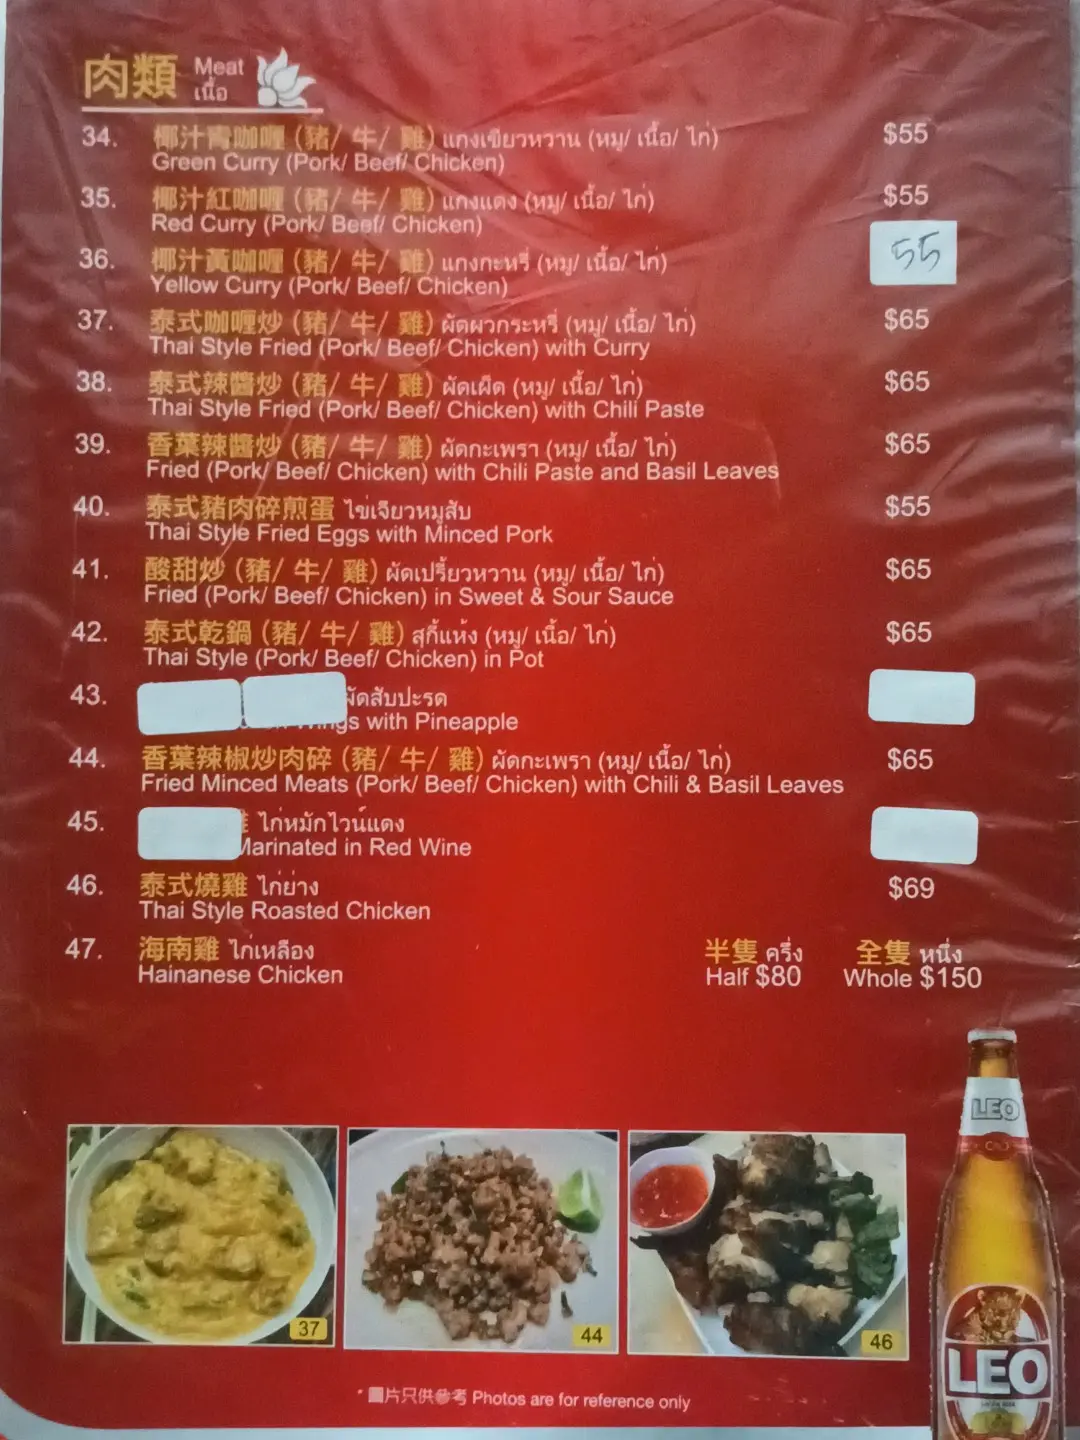 肉類 Meat
เนื้อ
34. 椰汁青咖喱 (豬/ 牛/ 雞) แกงเขียวหวาน (หมู/ เนื้อ/ ไก่) $55
Green Curry (Pork/ Beef/ Chicken)
35. 椰汁紅咖喱 (豬/ 牛/ 雞) แกงแดง (หมู/ เนื้อ/ ไก่) $55
Red Curry (Pork/ Beef/ Chicken)
36. 椰汁黃咖喱 (豬/ 牛/ 雞) แกงกะหรี่ (หมู/ เนื้อ/ ไก่) 55
Yellow Curry (Pork/ Beef/ Chicken)
37. 泰式咖喱炒 (豬/ 牛/ 雞) ผัดผวกระหรี่ (หมู/ เนื้อ/ ไก่) $65
Thai Style Fried (Pork/ Beef/ Chicken) with Curry
38. 泰式辣醬炒 (豬/ 牛/ 雞) ผัดเผ็ด (หมู/ เนื้อ/ ไก่) $65
Thai Style Fried (Pork/ Beef/ Chicken) with Chili Paste
39. 香葉辣醬炒 (豬/ 牛/ 雞) ผัดกะเพรา (หมู/ เนื้อ/ ไก่) $65
Fried (Pork/ Beef/ Chicken) with Chili Paste and Basil Leaves
40. 泰式豬肉碎煎蛋 ไข่เจียวหมูสับ $55
Thai Style Fried Eggs with Minced Pork
41. 酸甜炒 (豬/ 牛/ 雞) ผัดเปรี้ยวหวาน (หมู/ เนื้อ/ ไก่) $65
Fried (Pork/ Beef/ Chicken) in Sweet & Sour Sauce
42. 泰式乾鍋 (豬/ 牛/ 雞) สุกี้แห้ง (หมู/ เนื้อ/ ไก่) $65
Thai Style (Pork/ Beef/ Chicken) in Pot
43. ผัดสับปะรด
with Pineapple
44. 香葉辣椒炒肉碎 (豬/ 牛/ 雞) ผัดกะเพรา (หมู/ เนื้อ/ ไก่) $65
Fried Minced Meats (Pork/ Beef/ Chicken) with Chili & Basil Leaves
45. ไก่หมักไวน์แดง
Marinated in Red Wine
46. 泰式燒雞 ไก่ย่าง $69
Thai Style Roasted Chicken
47. 海南雞 ไก่เหลือง 半隻 ครึ่ง 全隻 หนึ่ง
Hainanese Chicken Half $80 Whole $150
LEO
37
44
46
LEO
* 圖片只供參考 Photos are for reference only